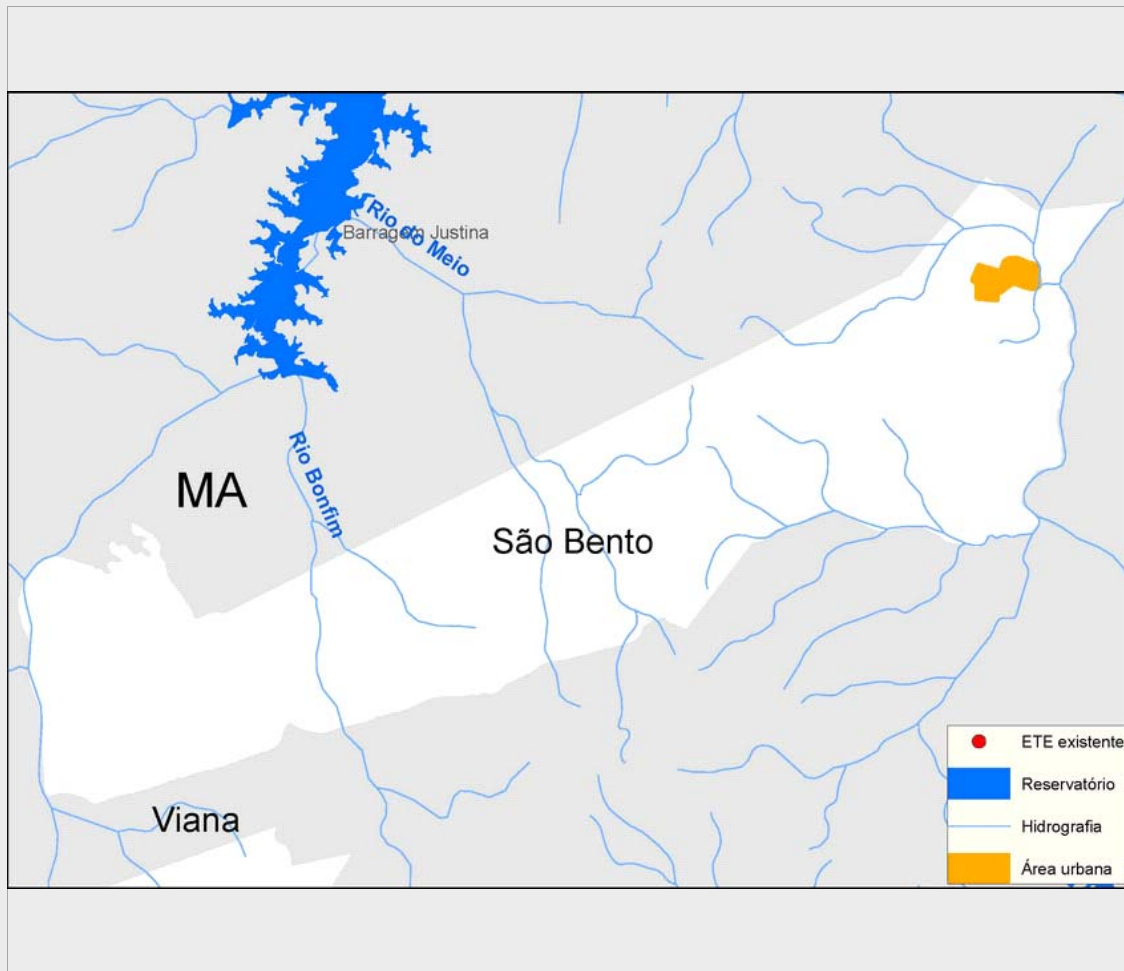 Rio do Meio
Barragem Justina
Rio Bonfim
MA
São Bento
Viana
ETE existente
Reservatório
Hidrografia
Área urbana